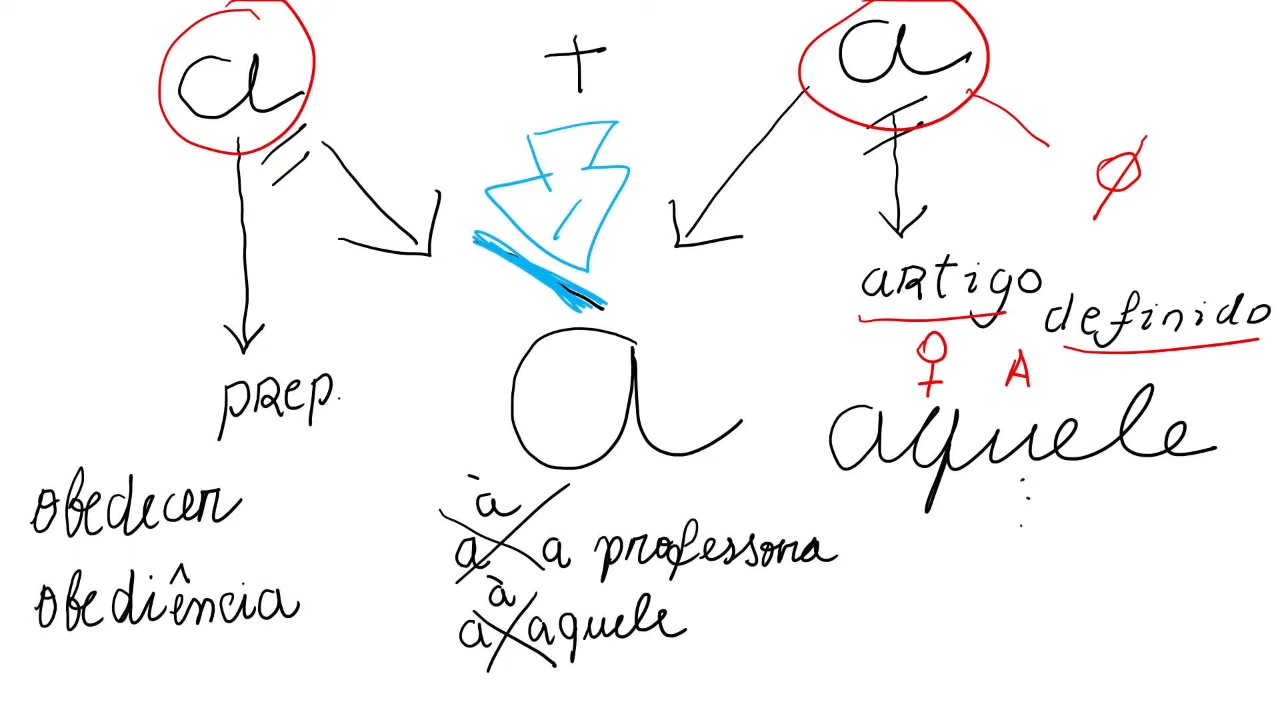 a + a
Ø
artigo
definido
♀ A
prep.
a
aquele
obedecer
à
a a professora
obediência
à
a aquele